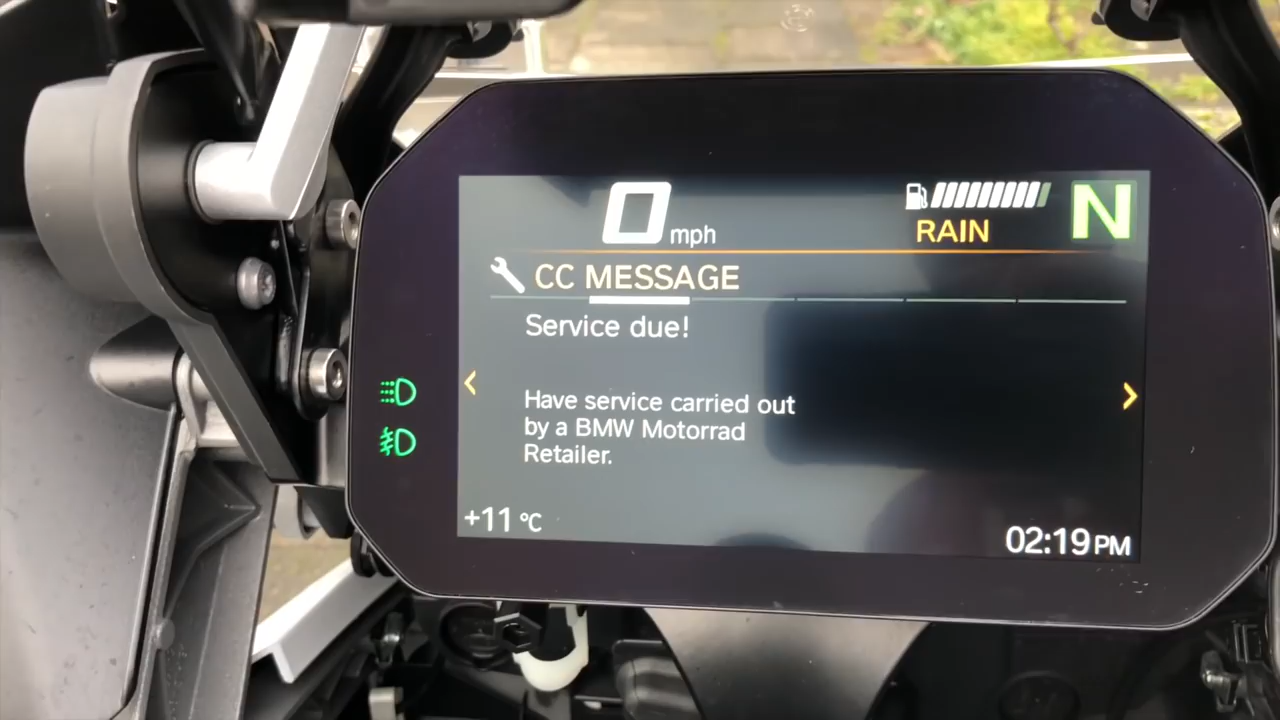 0 mph
RAIN
N
CC MESSAGE
Service due!
Have service carried out
by a BMW Motorrad
Retailer.
+11 °C
02:19 PM